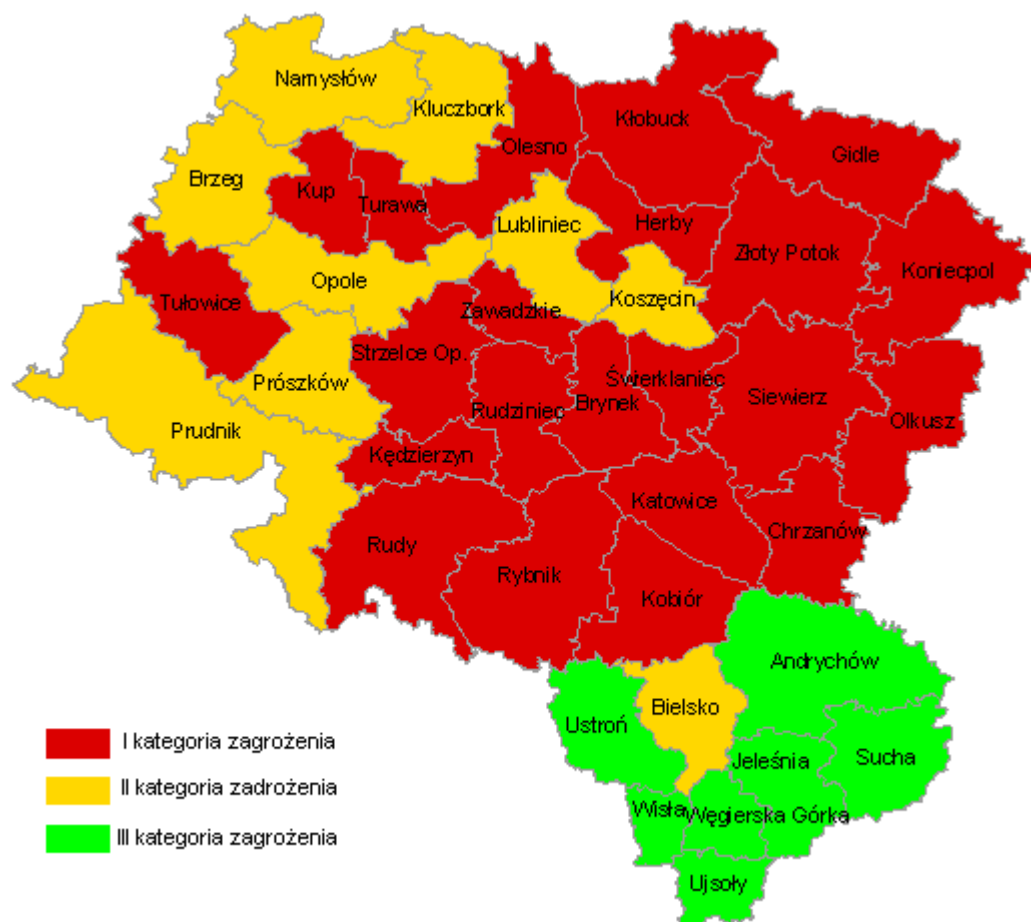 Namysłów
Kluczbork
Kłobuck
Olesno
Gidle
Brzeg
Kup
Turawa
Lubliniec
Herby
Złoty Potok
Koniecpol
Opole
Koszęcin
Tułowice
Zawadzkie
Strzelce Op.
Prószków
Świerklaniec
Rudziniec
Brynek
Siewierz
Olkusz
Prudnik
Kędzierzyn
Katowice
Chrzanów
Rudy
Rybnik
Kobiór
Andrychów
Bielsko
Ustroń
Jeleśnia
Sucha
Wisła
Węgierska Górka
Ujsoły
I kategoria zagrożenia
II kategoria zadrożenia
III kategoria zagrożenia